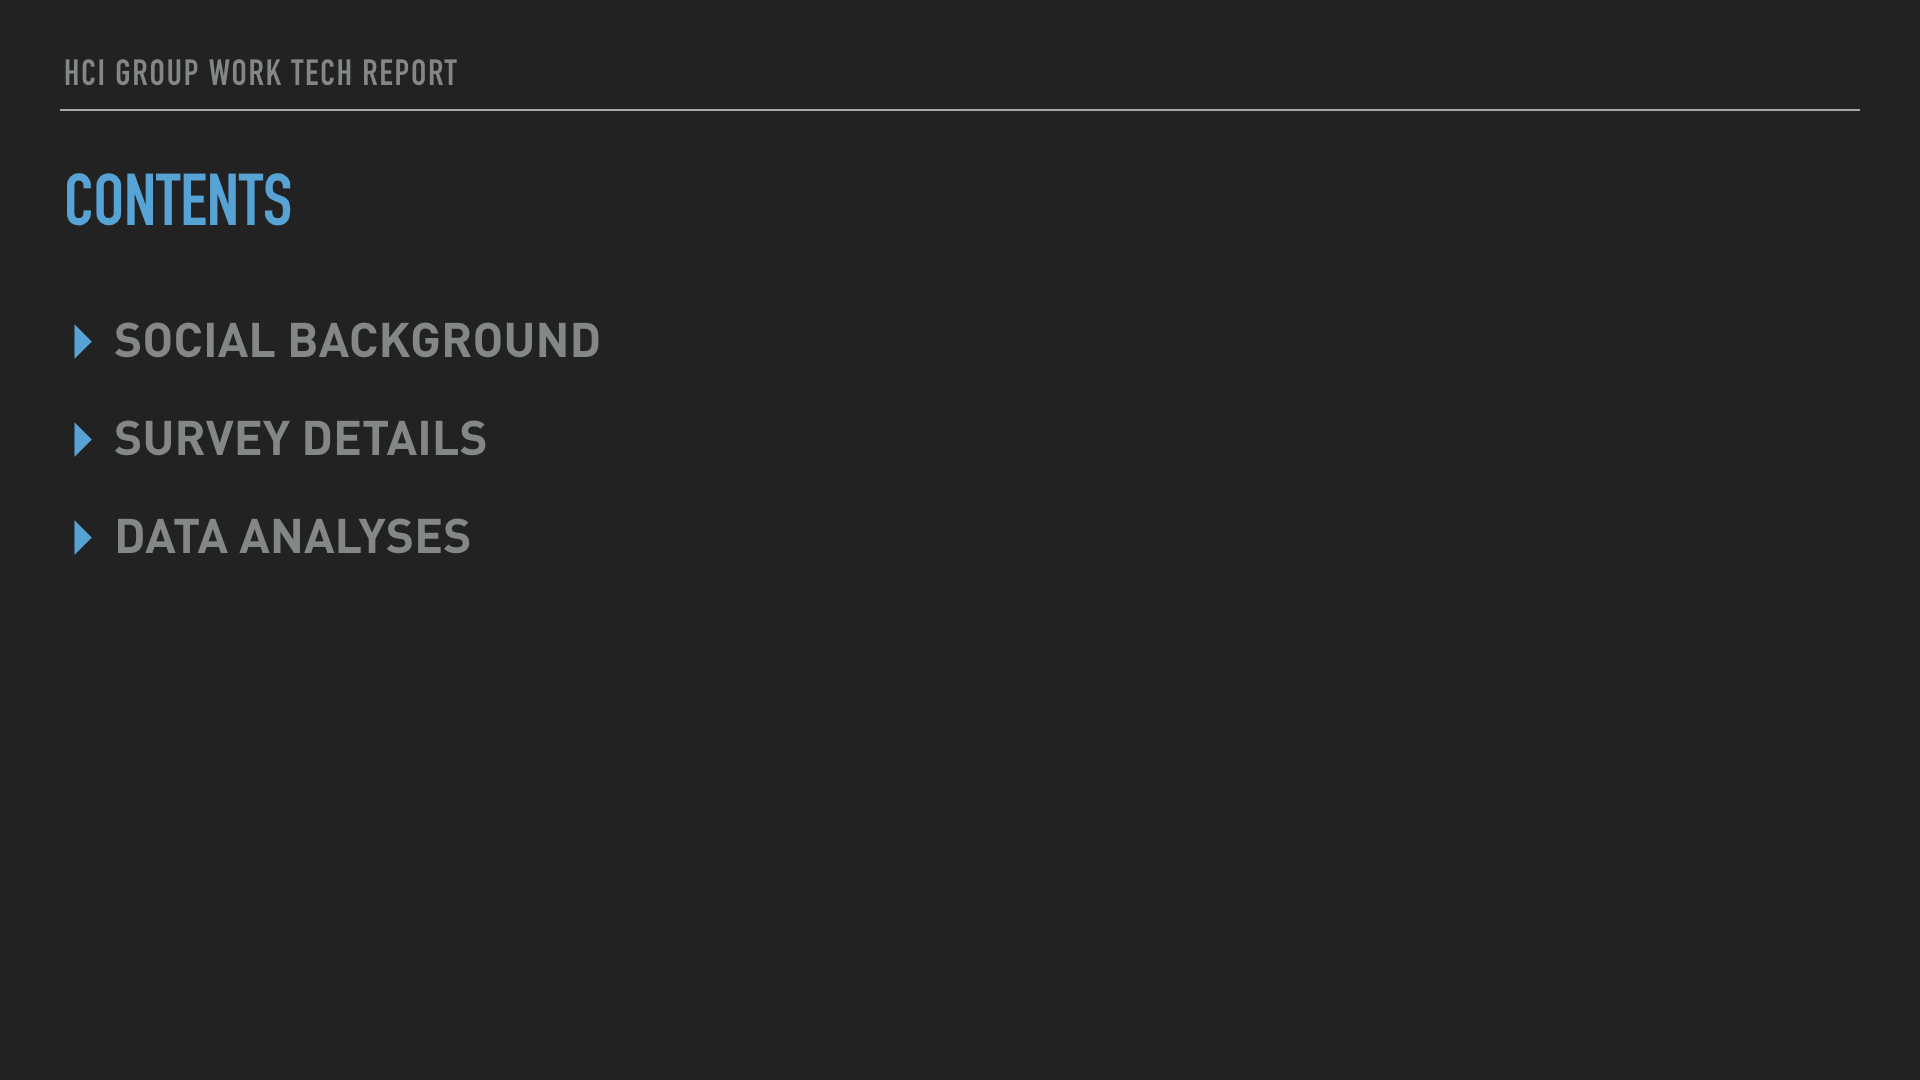 HCI GROUP WORK TECH REPORT
CONTENTS
SOCIAL BACKGROUND
SURVEY DETAILS
DATA ANALYSES